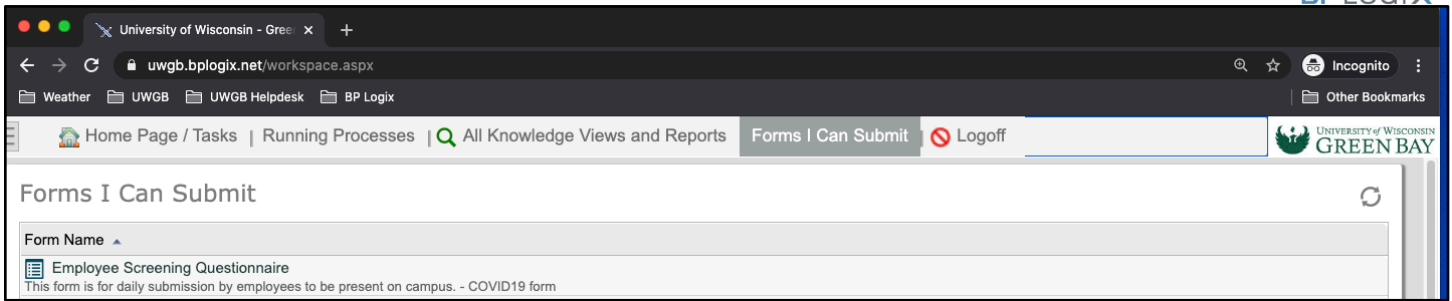 BP LOGIX
University of Wisconsin - Gree
uwgb.bplogix.net/workspace.aspx
Incognito
Weather UWGB UWGB Helpdesk BP Logix Other Bookmarks
Home Page / Tasks | Running Processes | All Knowledge Views and Reports Forms I Can Submit | Logoff
UNIVERSITY of WISCONSIN
GREEN BAY
Forms I Can Submit
Form Name
Employee Screening Questionnaire
This form is for daily submission by employees to be present on campus. - COVID19 form